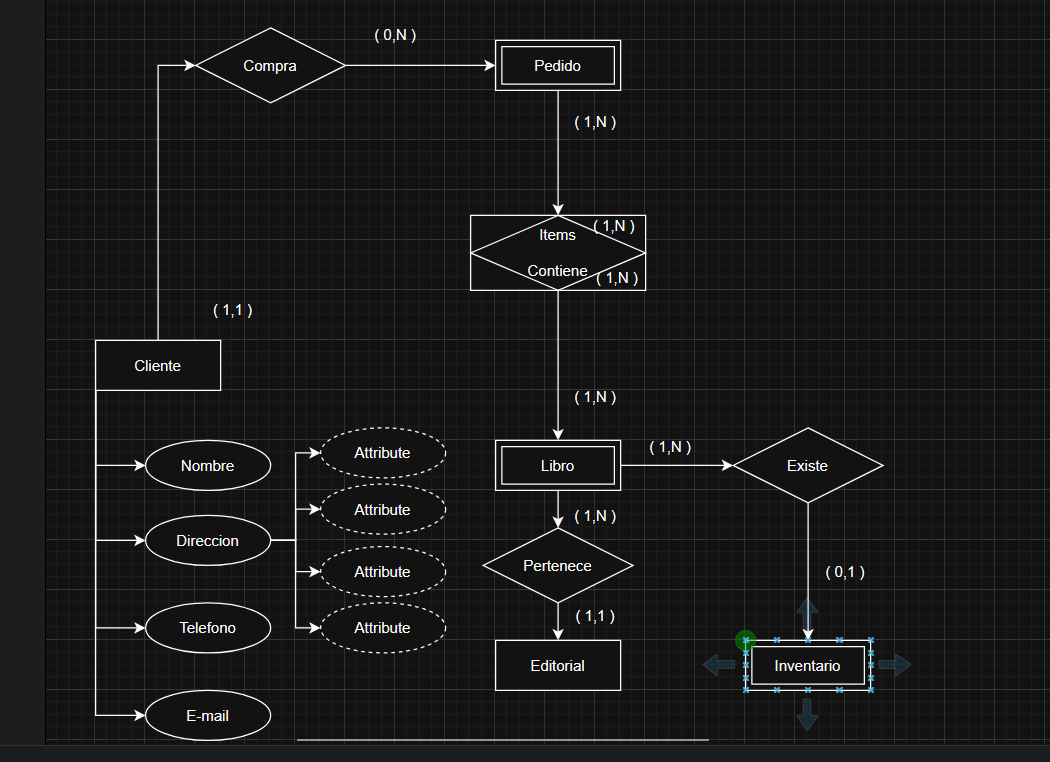 ( 0,N )
Compra
Pedido
( 1,N )
Items
( 1,N )
Contiene
( 1,N )
( 1,1 )
Cliente
( 1,N )
Nombre
Attribute
Libro
( 1,N )
Existe
Direccion
Attribute
( 1,N )
Attribute
Pertenece
( 0,1 )
Telefono
Attribute
( 1,1 )
Editorial
Inventario
E-mail